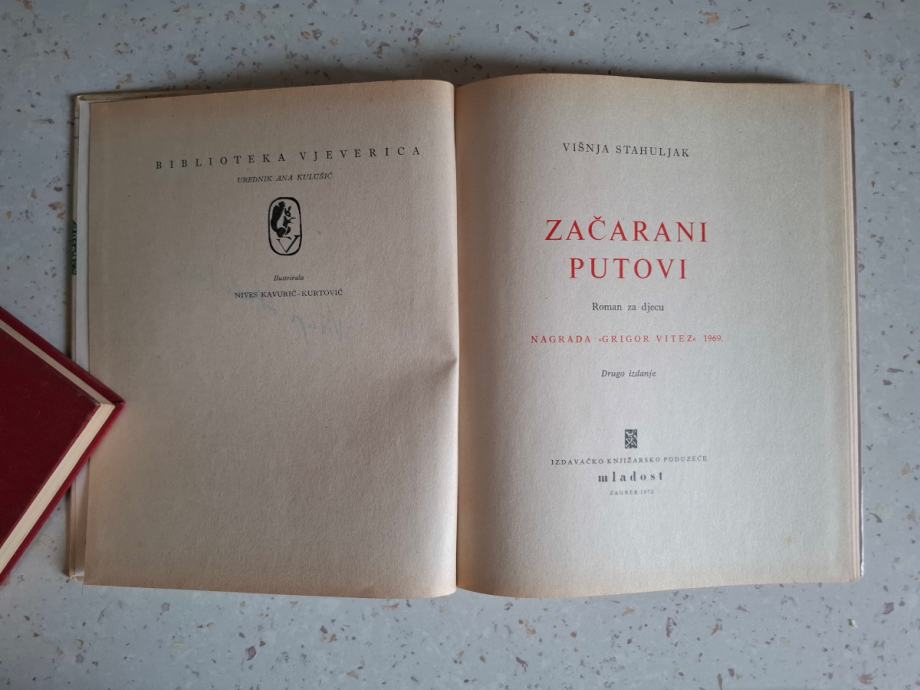 BIBLIOTEKA VJEVERICA
UREDNIK ANA KULUŠIĆ
V
Ilustrirala
NIVES KAVURIĆ-KURTOVIĆ
VIŠNJA STAHULJAK
ZAČARANI
PUTOVI
Roman za djecu
NAGRADA »GRIGOR VITEZ« 1969.
Drugo izdanje
IZDAVAČKO KNJIŽARSKO PODUZEĆE
mladost
ZAGREB 1972